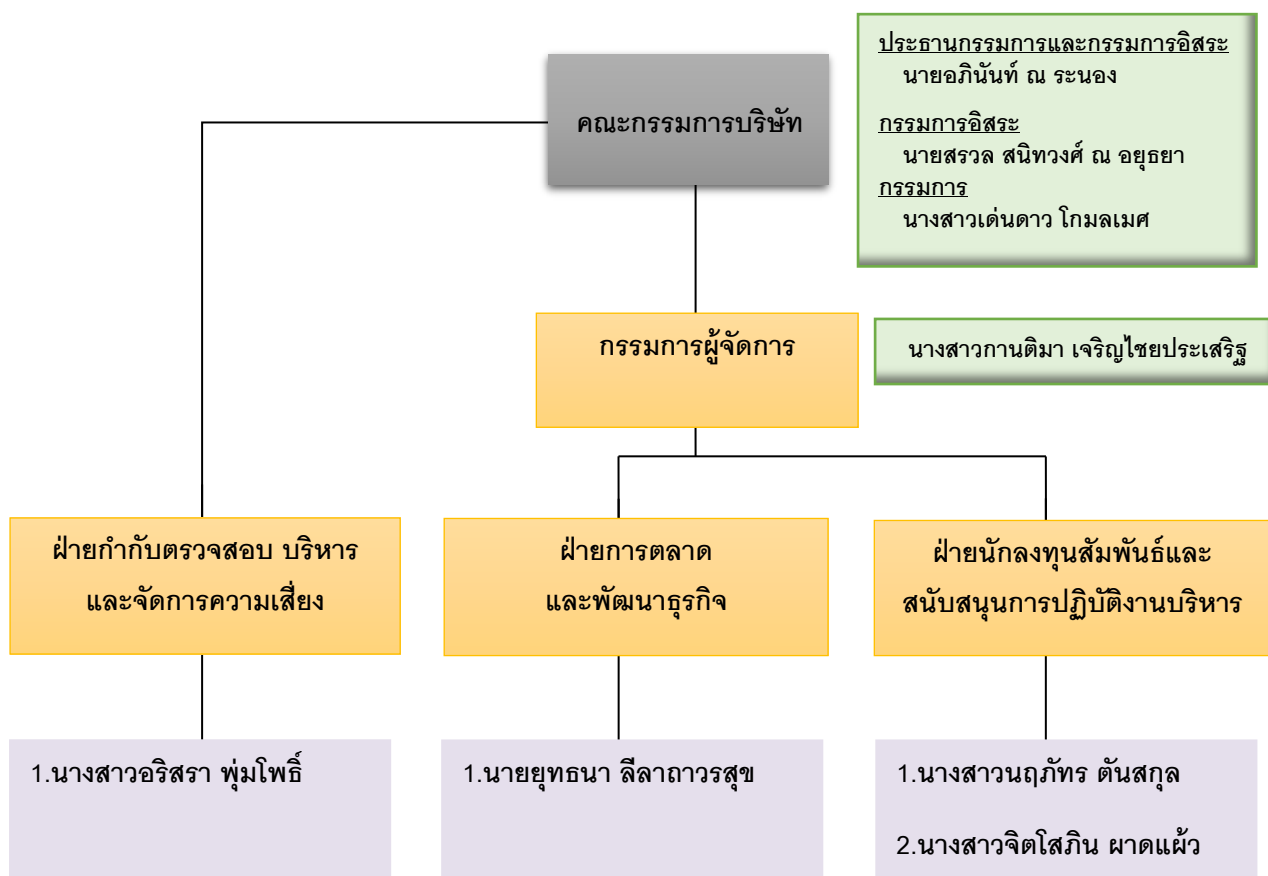 คณะกรรมการบริษัท
ประธานกรรมการและกรรมการอิสระ
นายอภินันท์ ณ ระนอง
กรรมการอิสระ
นายสรวล สนิทวงศ์ ณ อยุธยา
กรรมการ
นางสาวเด่นดาว โกมลเมศ
กรรมการผู้จัดการ
นางสาวกานติมา เจริญไชยประเสริฐ
ฝ่ายกำกับตรวจสอบ บริหาร
และจัดการความเสี่ยง
ฝ่ายการตลาด
และพัฒนาธุรกิจ
ฝ่ายนักลงทุนสัมพันธ์และ
สนับสนุนการปฏิบัติงานบริหาร
1.นางสาวอริสรา พุ่มโพธิ์
1.นายยุทธนา ลีลาถาวรสุข
1.นางสาวนฤภัทร ตันสกุล
2.นางสาวจิตโสภิน ผาดแผ้ว